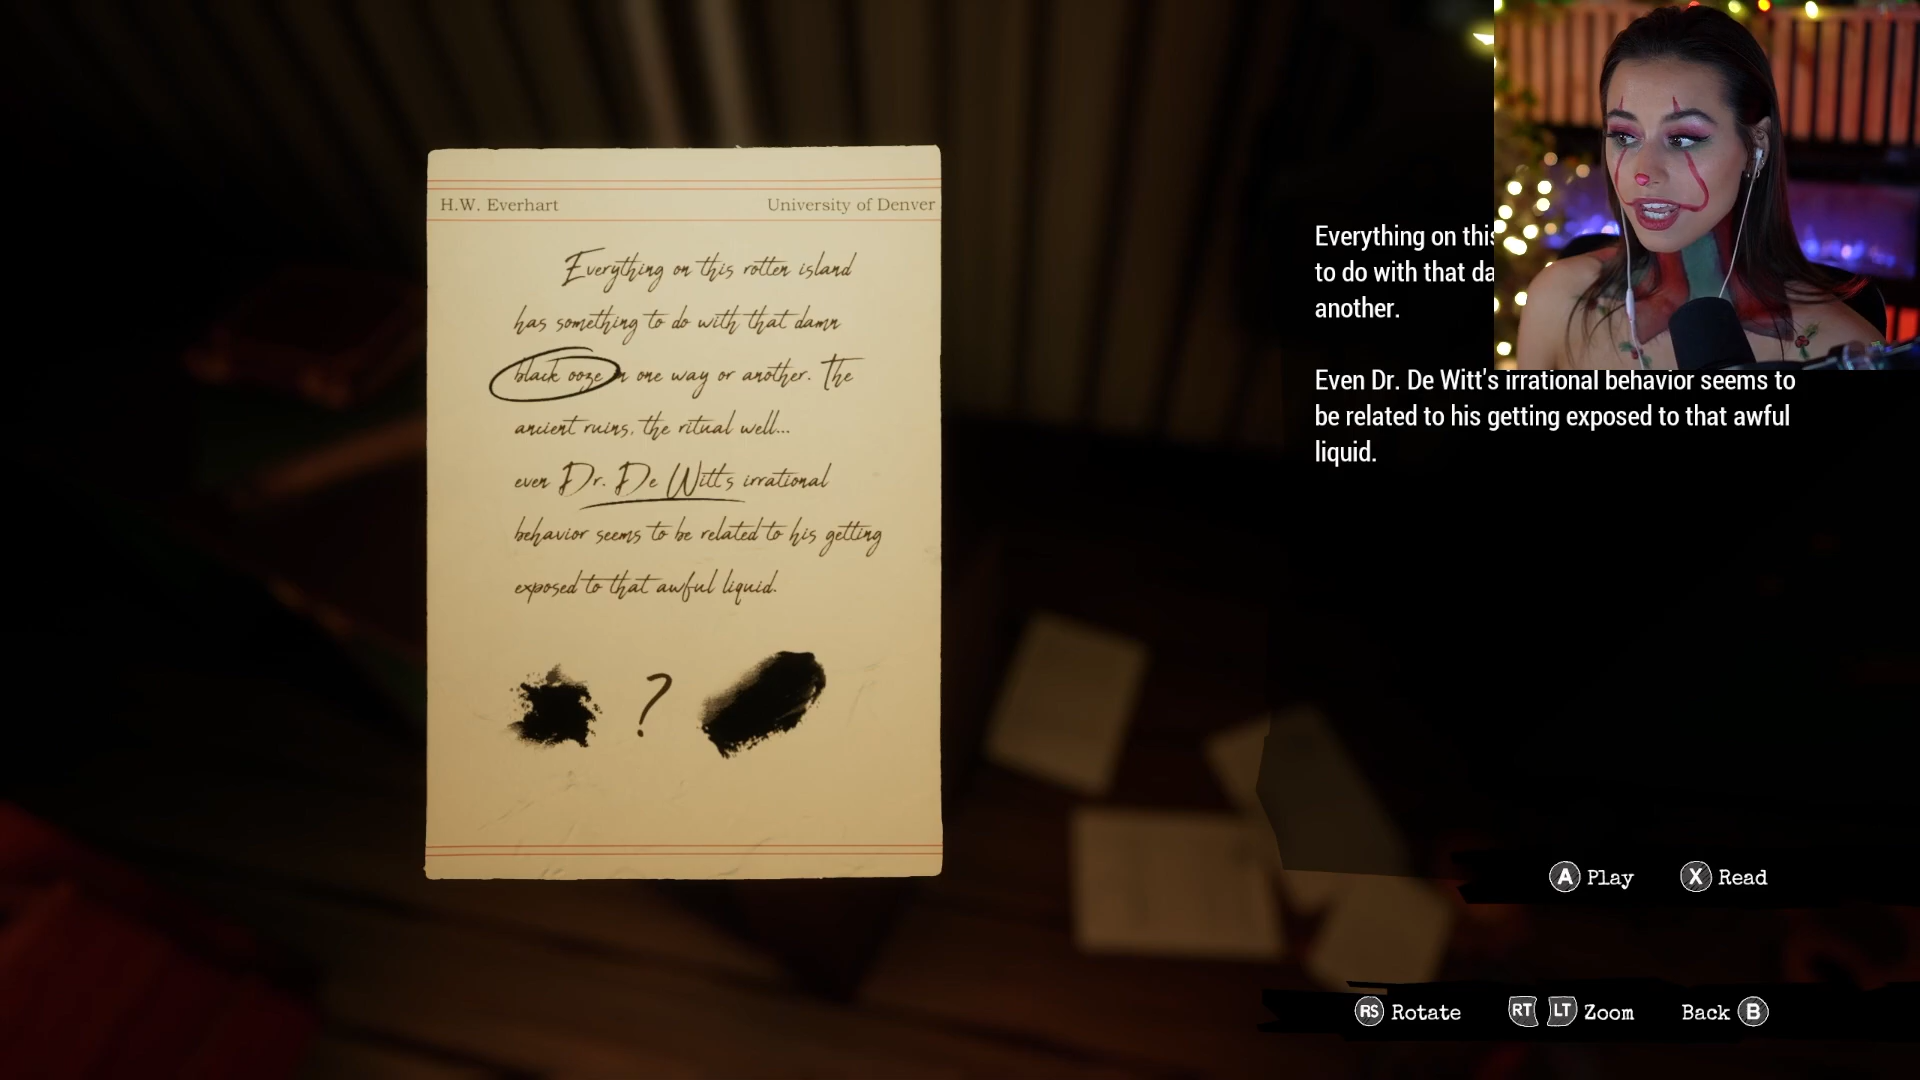 H.W. Everhart University of Denver
Everything on this rotten island
has something to do with that damn
black ooze in one way or another. The
ancient ruins, the ritual well...
even Dr. De Witt's irrational
behavior seems to be related to his getting
exposed to that awful liquid.
?
Everything on this
to do with that da
another.
Even Dr. De Witt's irrational behavior seems to
be related to his getting exposed to that awful
liquid.
A Play X Read
RS Rotate RT LT Zoom Back B